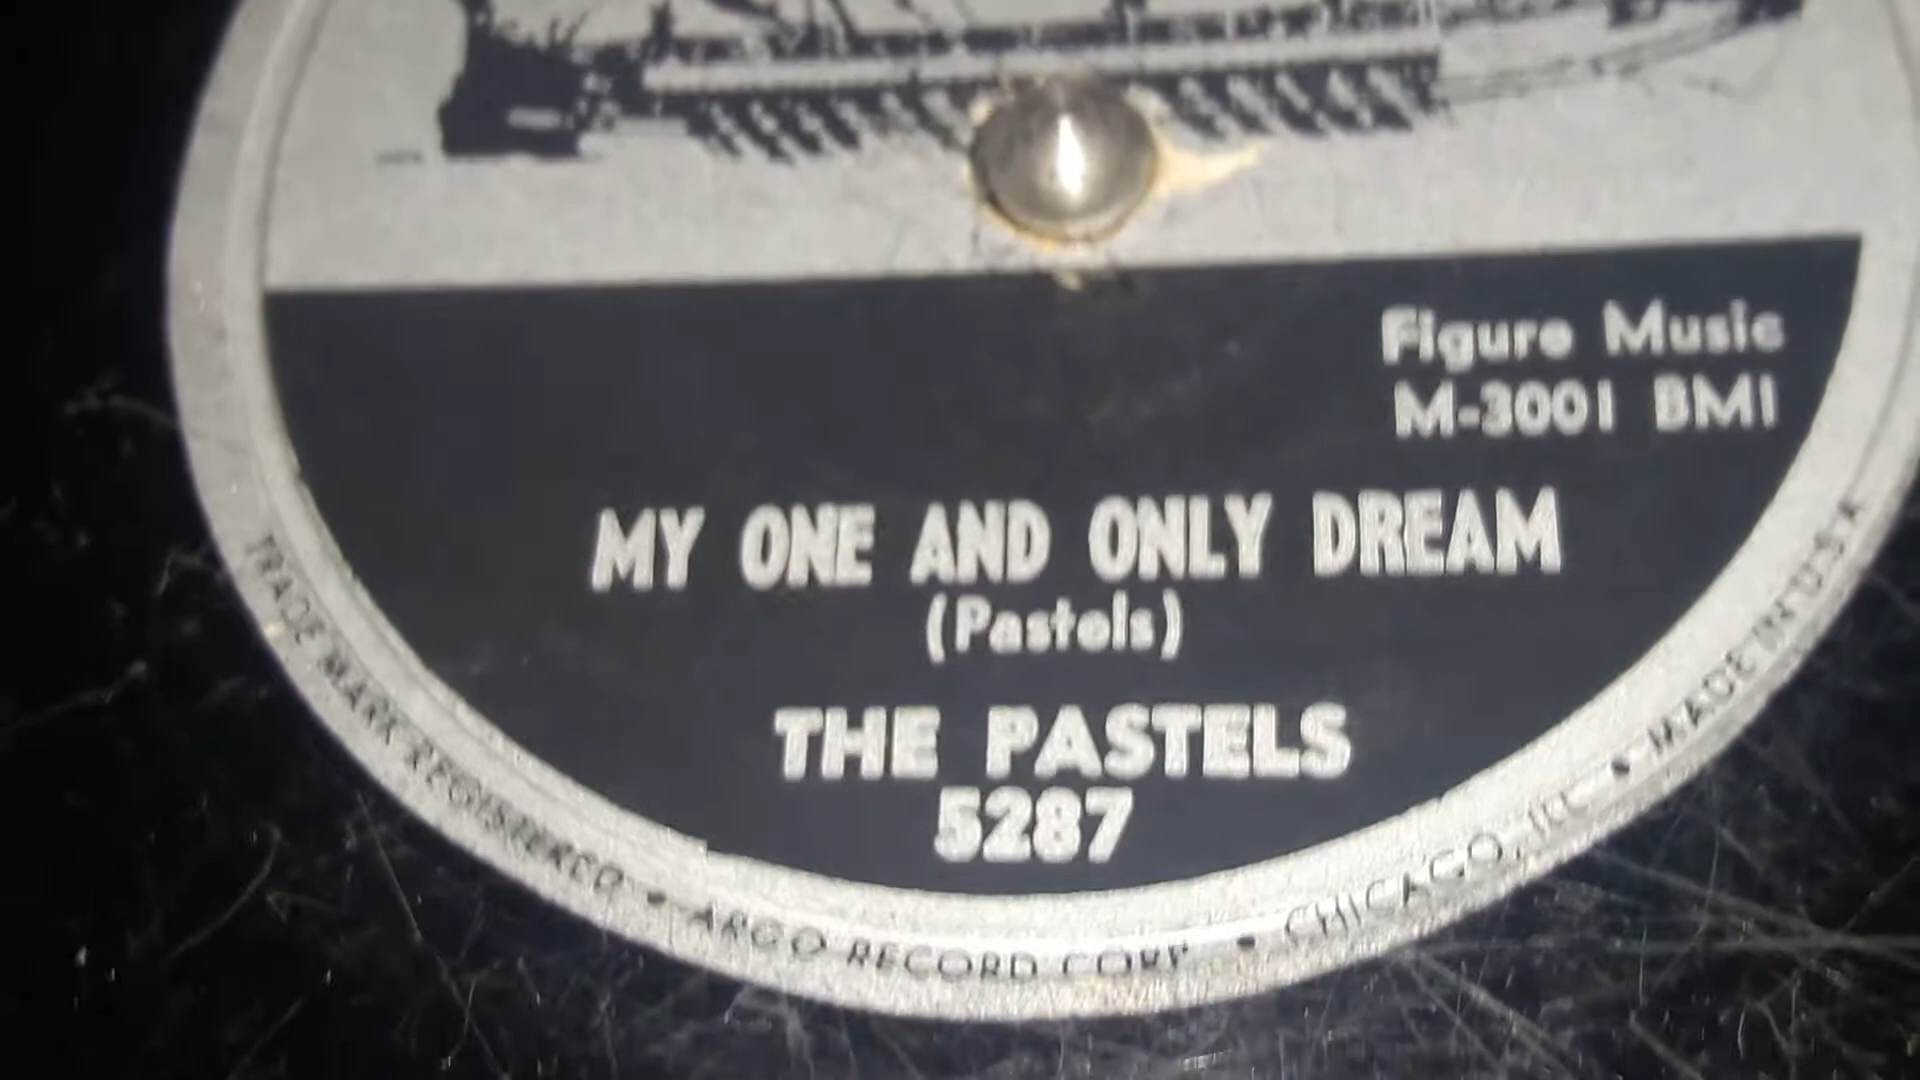 Figure Music
M-3001 BMI
MY ONE AND ONLY DREAM
(Pastels)
THE PASTELS
5287
TRADE MARK REGISTERED • ARGO RECORD CORP. • CHICAGO, ILL. • MADE IN U.S.A.